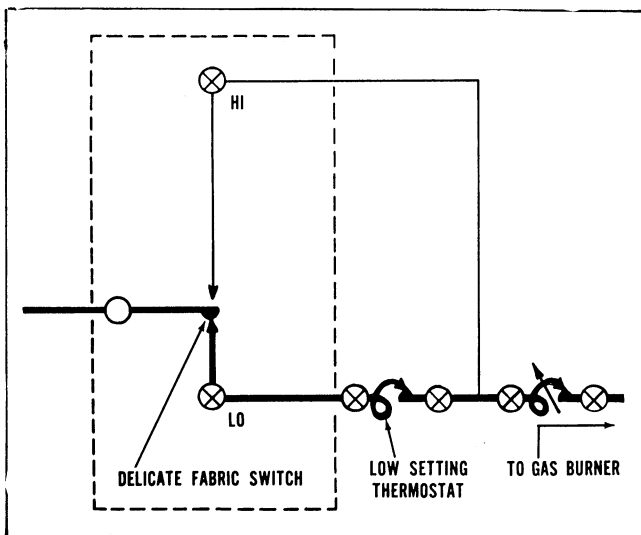 HI
LO
DELICATE FABRIC SWITCH
LOW SETTING
THERMOSTAT
TO GAS BURNER